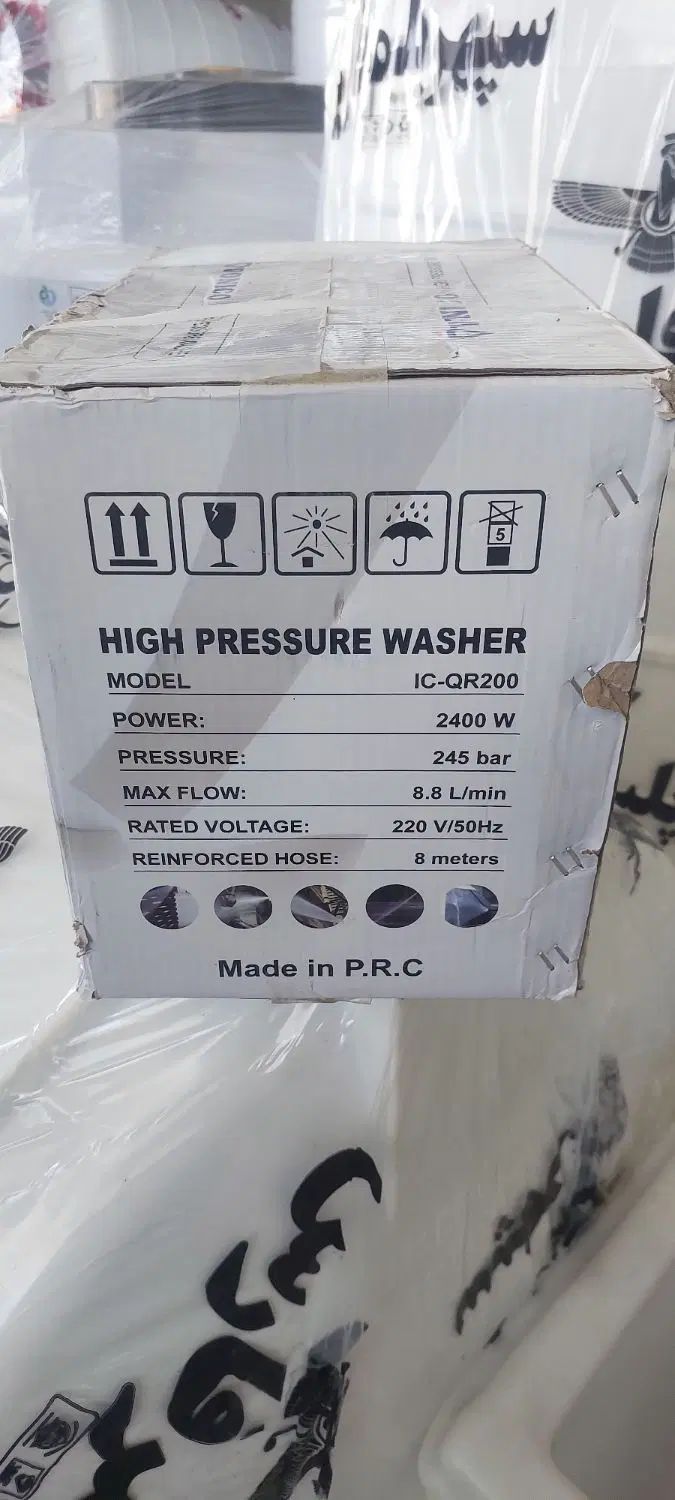 5
HIGH PRESSURE WASHER
MODEL IC-QR200
POWER: 2400 W
PRESSURE: 245 bar
MAX FLOW: 8.8 L/min
RATED VOLTAGE: 220 V/50Hz
REINFORCED HOSE: 8 meters
Made in P.R.C